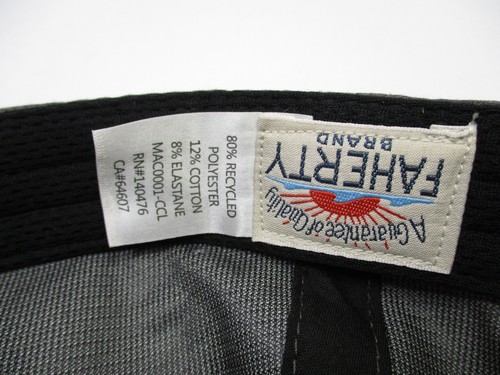 80% RECYCLED
POLYESTER
12% COTTON
8% ELASTANE
MAC0001-CCL
RN#140476
CA#64607
A Guarantee of Quality
FAHERTY
BRAND